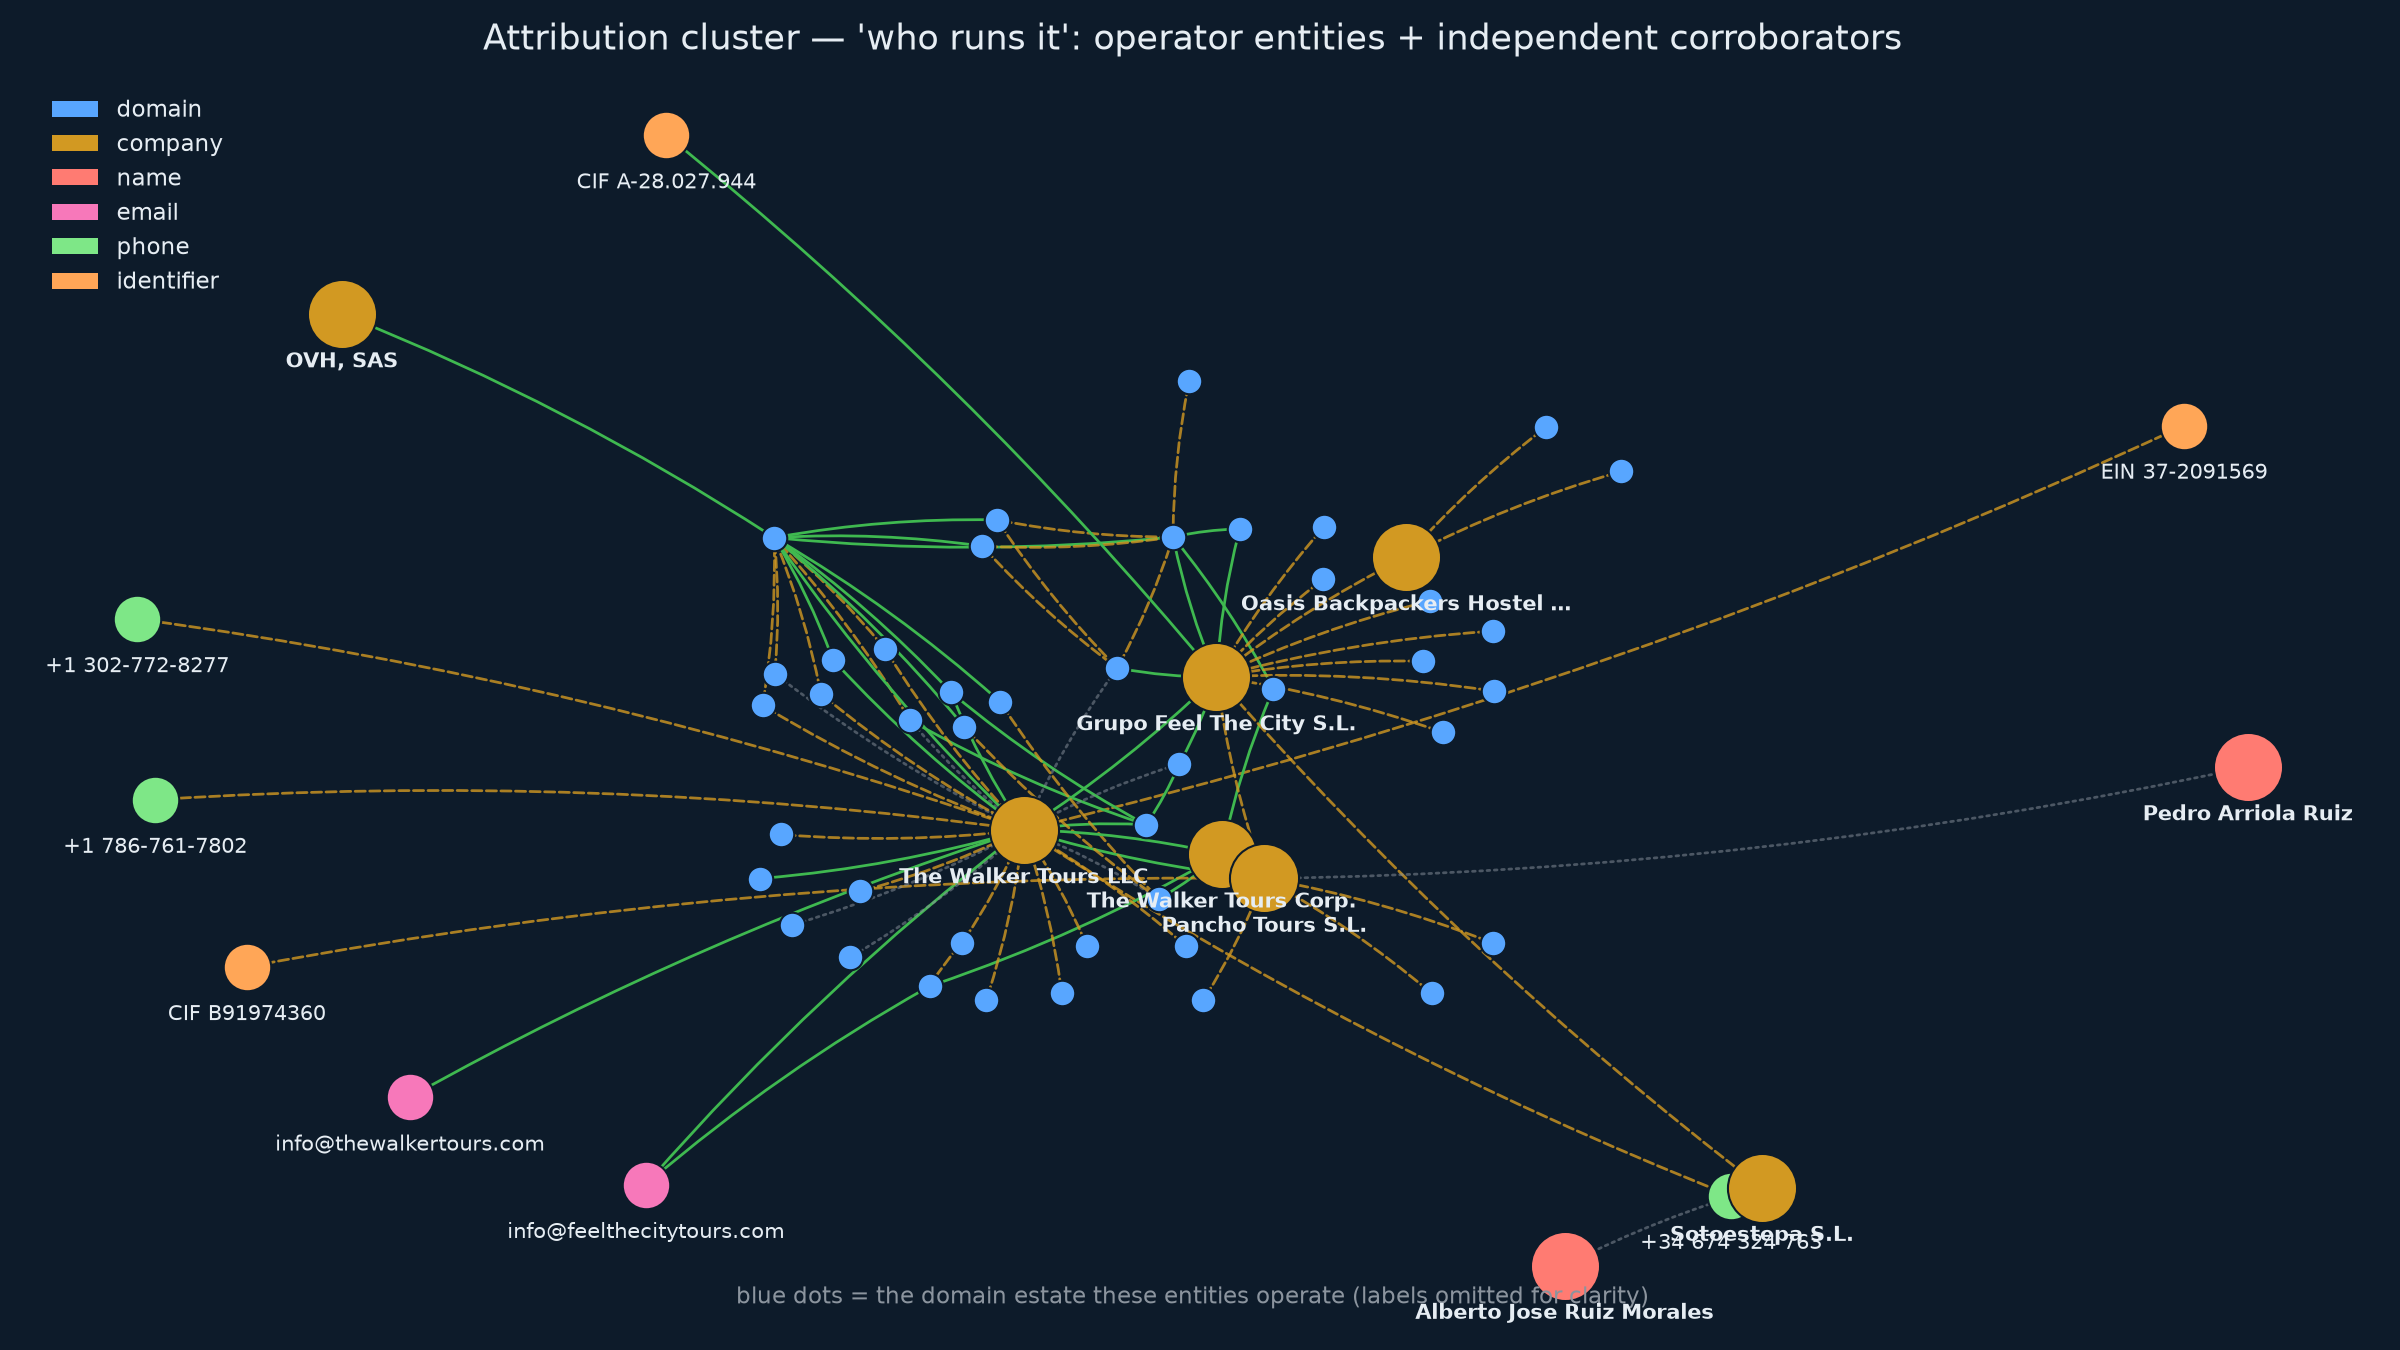 Attribution cluster — 'who runs it': operator entities + independent corroborators
domain
company
name
email
phone
identifier
CIF A-28.027.944
OVH, SAS
EIN 37-2091569
Oasis Backpackers Hostel ...
+1 302-772-8277
Grupo Feel The City S.L.
Pedro Arriola Ruiz
+1 786-761-7802
The Walker Tours LLC
The Walker Tours Corp.
Pancho Tours S.L.
CIF B91974360
info@thewalkertours.com
info@feelthecitytours.com
Sotoestepa S.L.
+34 674 324 763
blue dots = the domain estate these entities operate (labels omitted for clarity)
Alberto Jose Ruiz Morales